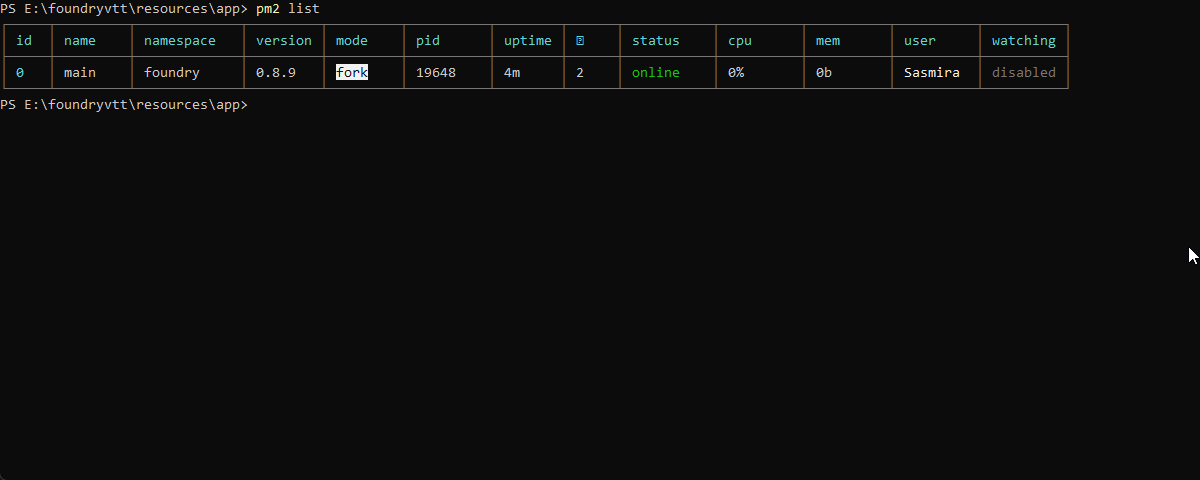 PS E:\foundryvtt\resources\app> pm2 list
id name namespace version mode pid uptime status cpu mem user watching
0 main foundry 0.8.9 fork 19648 4m 2 online 0% 0b Sasmira disabled
PS E:\foundryvtt\resources\app>